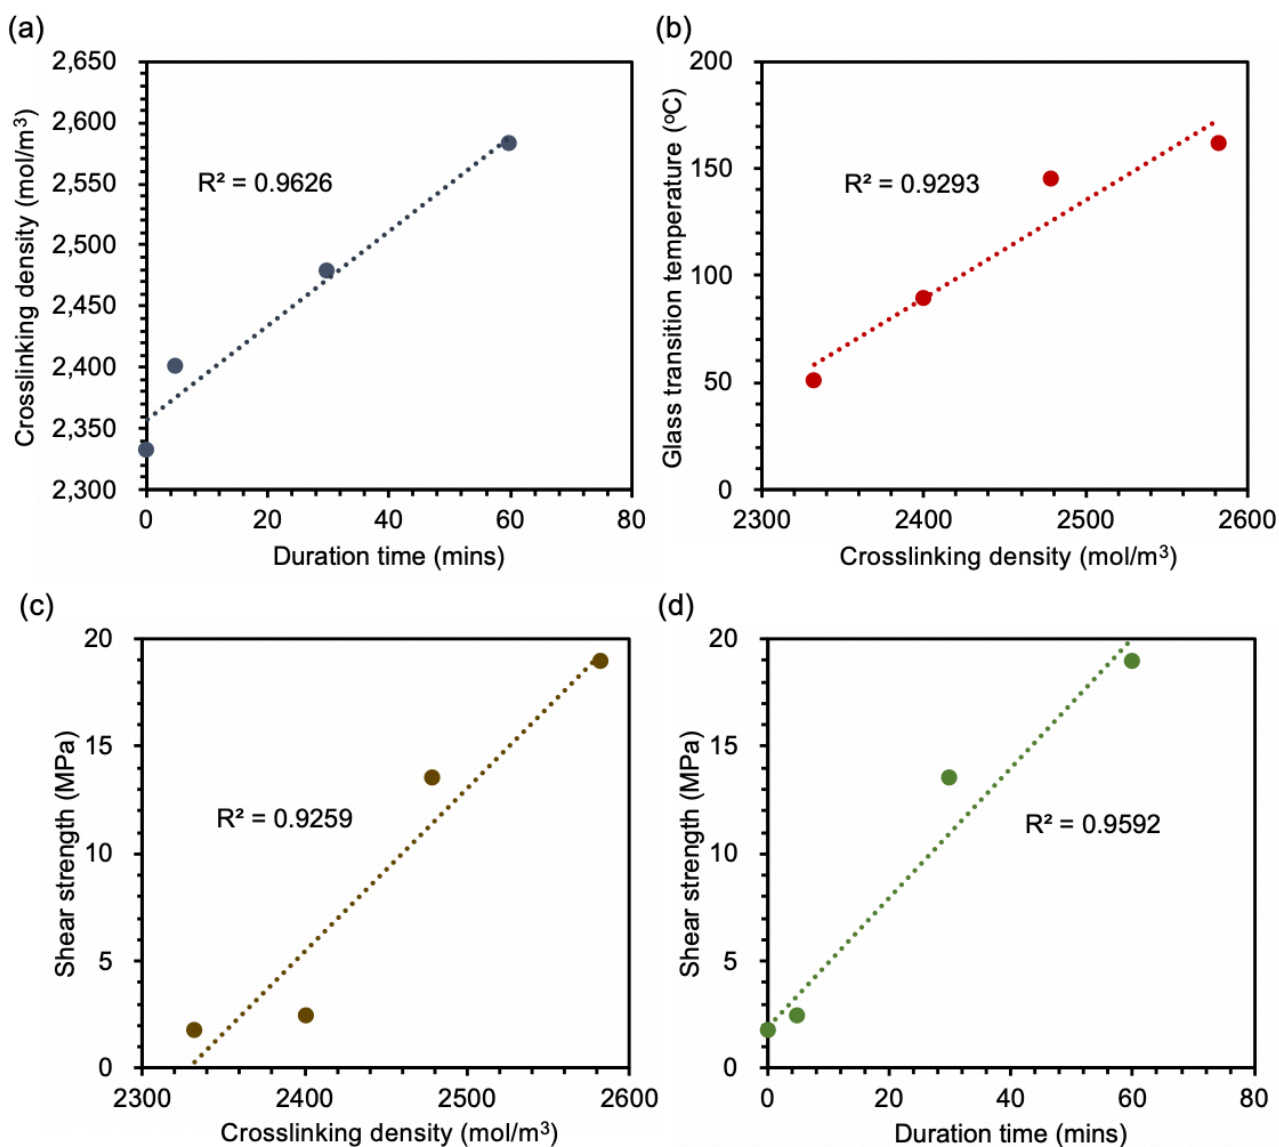 (a)
2,650
2,600
2,550
2,500
2,450
2,400
2,350
2,300
Crosslinking density (mol/m³)
R² = 0.9626
0 20 40 60 80
Duration time (mins)
(b)
200
150
100
50
0
Glass transition temperature (ºC)
R² = 0.9293
2300 2400 2500 2600
Crosslinking density (mol/m³)
(c)
20
15
10
5
0
Shear strength (MPa)
R² = 0.9259
2300 2400 2500 2600
Crosslinking density (mol/m³)
(d)
20
15
10
5
0
Shear strength (MPa)
R² = 0.9592
0 20 40 60 80
Duration time (mins)